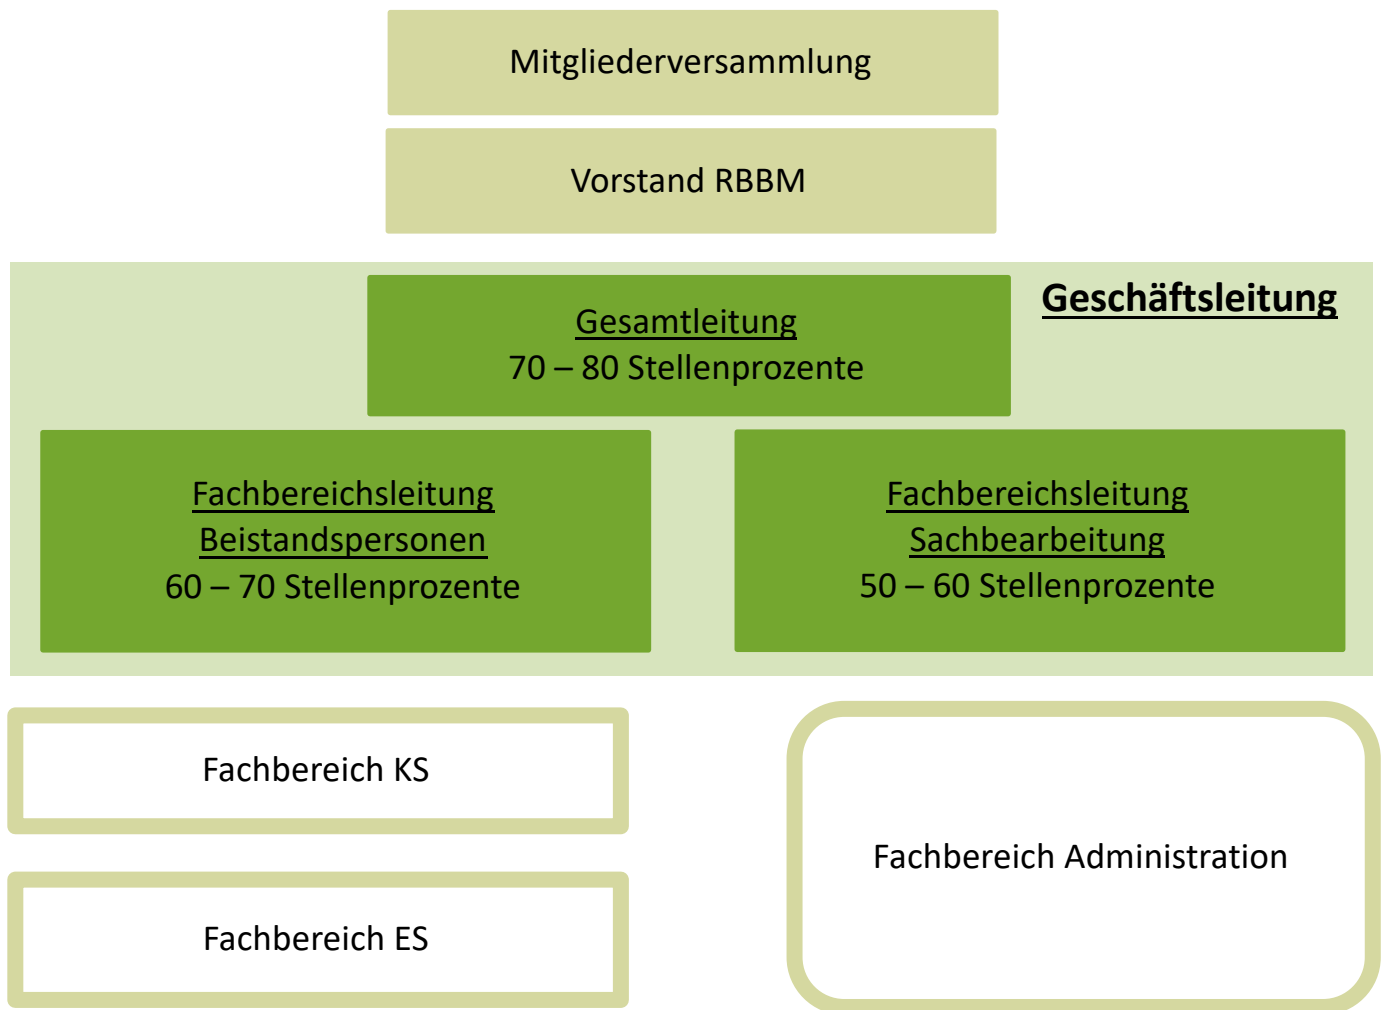 Mitgliederversammlung
Vorstand RBBM
Geschäftsleitung
Gesamtleitung
70 – 80 Stellenprozente
Fachbereichsleitung
Beistandspersonen
60 – 70 Stellenprozente
Fachbereichsleitung
Sachbearbeitung
50 – 60 Stellenprozente
Fachbereich KS
Fachbereich ES
Fachbereich Administration